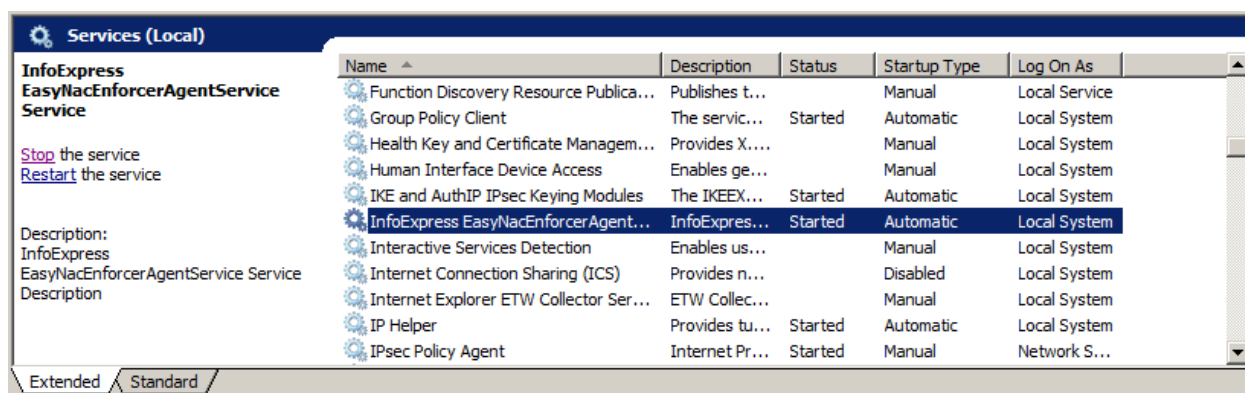 Services (Local)
InfoExpress
EasyNacEnforcerAgentService
Service
Stop the service
Restart the service
Description:
InfoExpress
EasyNacEnforcerAgentService Service
Description
Name Description Status Startup Type Log On As
Function Discovery Resource Publica... Publishes t... Manual Local Service
Group Policy Client The servic... Started Automatic Local System
Health Key and Certificate Managem... Provides X.... Manual Local System
Human Interface Device Access Enables ge... Manual Local System
IKE and AuthIP IPsec Keying Modules The IKEEX... Started Automatic Local System
InfoExpress EasyNacEnforcerAgent... InfoExpres... Started Automatic Local System
Interactive Services Detection Enables us... Manual Local System
Internet Connection Sharing (ICS) Provides n... Disabled Local System
Internet Explorer ETW Collector Ser... ETW Collec... Manual Local System
IP Helper Provides tu... Started Automatic Local System
IPsec Policy Agent Internet Pr... Started Manual Network S...
Extended Standard